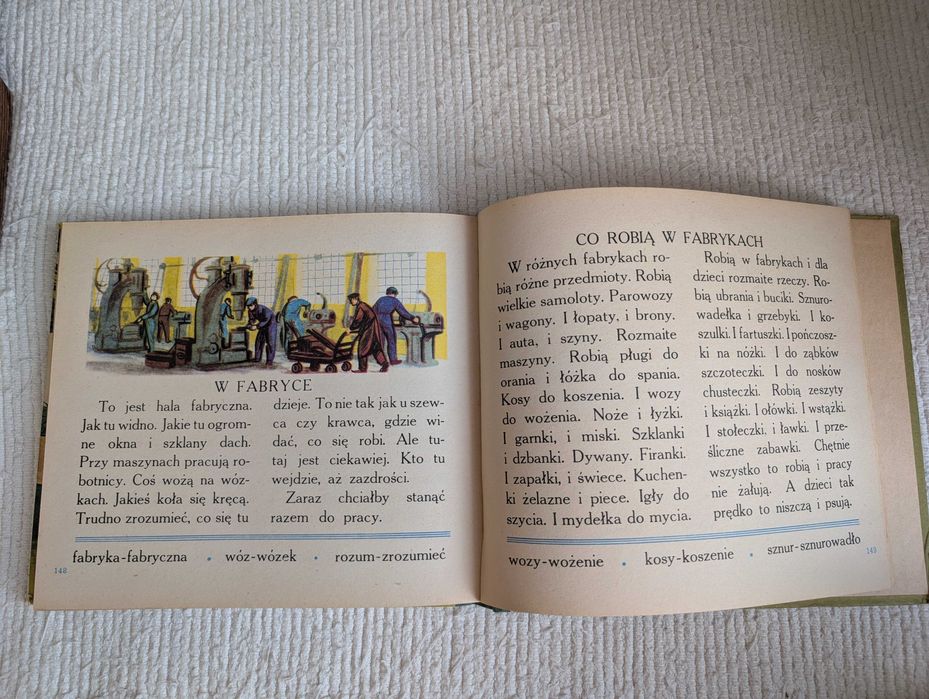 W FABRYCE
To jest hala fabryczna.
Jak tu widno. Jakie tu ogrom-
ne okna i szklany dach.
Przy maszynach pracują ro-
botnicy. Coś wożą na wóz-
kach. Jakieś koła się kręcą.
Trudno zrozumieć, co się tu
dzieje. To nie tak jak u szew-
ca czy krawca, gdzie wi-
dać, co się robi. Ale tu-
taj jest ciekawiej. Kto tu
wejdzie, aż zazdrości.
Zaraz chciałby stanąć
razem do pracy.
fabryka-fabryczna • wóz-wózek • rozum-zrozumieć
148
CO ROBIĄ W FABRYKACH
W różnych fabrykach ro-
bią różne przedmioty. Robią
wielkie samoloty. Parowozy
i wagony. I łopaty, i brony.
I auta, i szyny. Rozmaite
maszyny. Robią pługi do
orania i łóżka do spania.
Kosy do koszenia. I wozy
do wożenia. Noże i łyżki.
I garnki, i miski. Szklanki
i dzbanki. Dywany. Firanki.
I zapałki, i świece. Kuchen-
ki żelazne i piece. Igły do
szycia. I mydełka do mycia.
Robią w fabrykach i dla
dzieci rozmaite rzeczy. Ro-
bią ubrania i buciki. Sznuro-
wadełka i grzebyki. I ko-
szulki. I fartuszki. I pończosz-
ki na nóżki. I do ząbków
szczoteczki. I do nosków
chusteczki. Robią zeszyty
i książki. I ołówki. I wstążki.
I stołeczki. i ławki. I prze-
śliczne zabawki. Chętnie
wszystko to robią i pracy
nie żałują. A dzieci tak
prędko to niszczą i psują.
wozy-wożenie • kosy-koszenie • sznur-sznurowadło
149